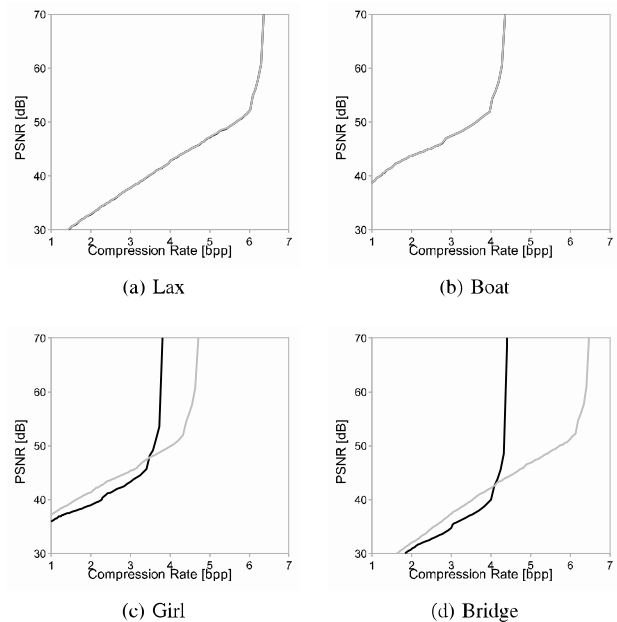 70
60
50
40
30
PSNR [dB]
1 2 3 4 5 6 7
Compression Rate [bpp]
(a) Lax
70
60
50
40
30
PSNR [dB]
1 2 3 4 5 6 7
Compression Rate [bpp]
(b) Boat
70
60
50
40
30
PSNR [dB]
1 2 3 4 5 6 7
Compression Rate [bpp]
(c) Girl
70
60
50
40
30
PSNR [dB]
1 2 3 4 5 6 7
Compression Rate [bpp]
(d) Bridge